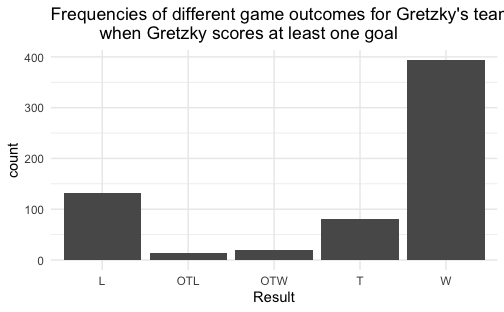 Frequencies of different game outcomes for Gretzky's tear
when Gretzky scores at least one goal
400
300
200
100
0
count
L OTL OTW T W
Result